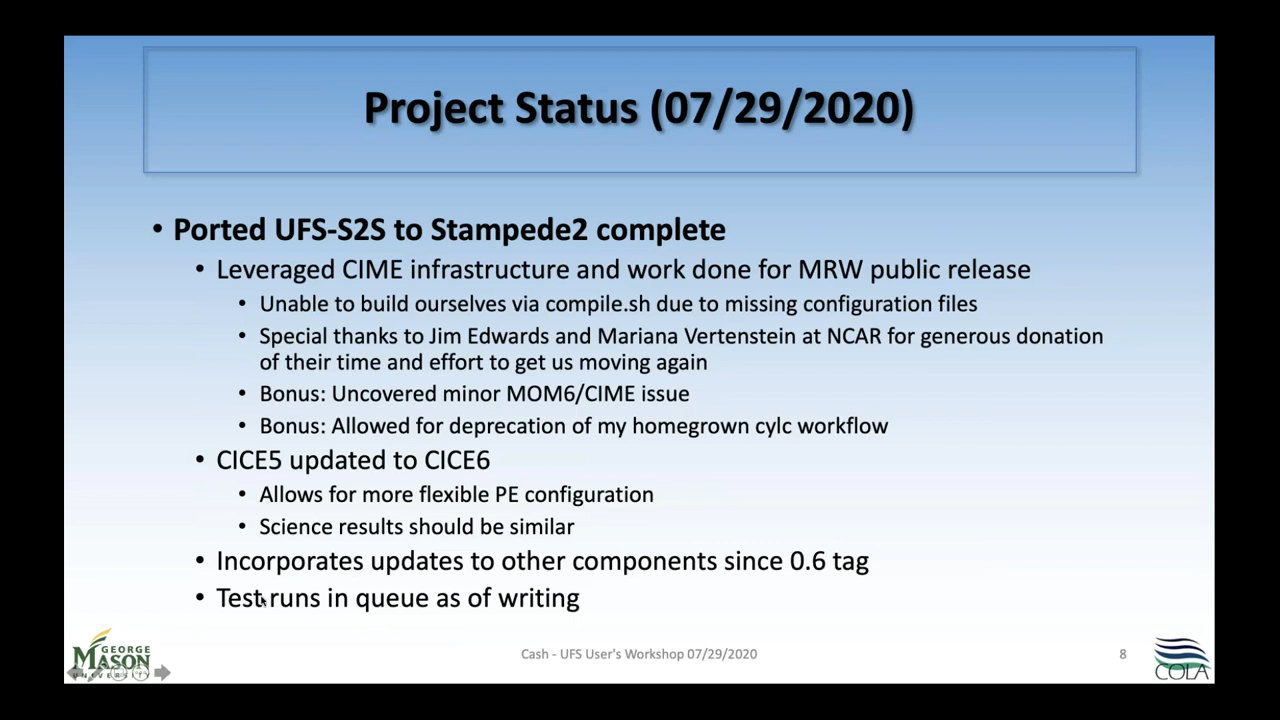 Project Status (07/29/2020)
• Ported UFS-S2S to Stampede2 complete
• Leveraged CIME infrastructure and work done for MRW public release
• Unable to build ourselves via compile.sh due to missing configuration files
• Special thanks to Jim Edwards and Mariana Vertenstein at NCAR for generous donation
of their time and effort to get us moving again
• Bonus: Uncovered minor MOM6/CIME issue
• Bonus: Allowed for deprecation of my homegrown cylc workflow
• CICE5 updated to CICE6
• Allows for more flexible PE configuration
• Science results should be similar
• Incorporates updates to other components since 0.6 tag
• Test runs in queue as of writing
GEORGE
MASON
UNIVERSITY
Cash - UFS User's Workshop 07/29/2020
8
COLA